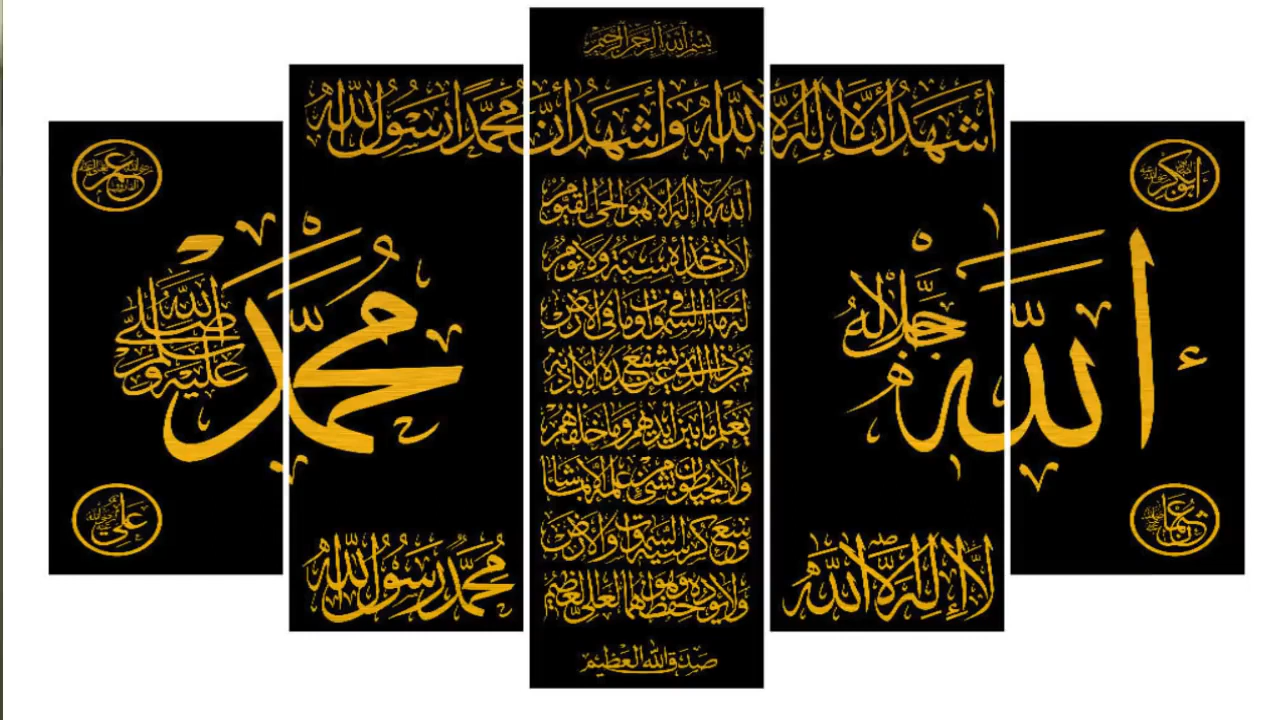 بسم الله الرحمن الرحيم
أشهد أن لا إله إلا الله وأشهد أن محمدا رسول الله
الله لا إله إلا هو الحي القيوم
لا تأخذه سنة ولا نوم
له ما في السموات وما في الأرض
من ذا الذي يشفع عنده إلا بإذنه
يعلم ما بين أيديهم وما خلفهم
ولا يحيطون بشيء من علمه إلا بما شاء
وسع كرسيه السموات والأرض
ولا يؤده حفظهما وهو العلي العظيم
صدق الله العظيم
أبو بكر
الله
جل جلاله
عثمان
لا إله إلا الله
عمر
محمد
صلى الله عليه وسلم
علي
محمد رسول الله